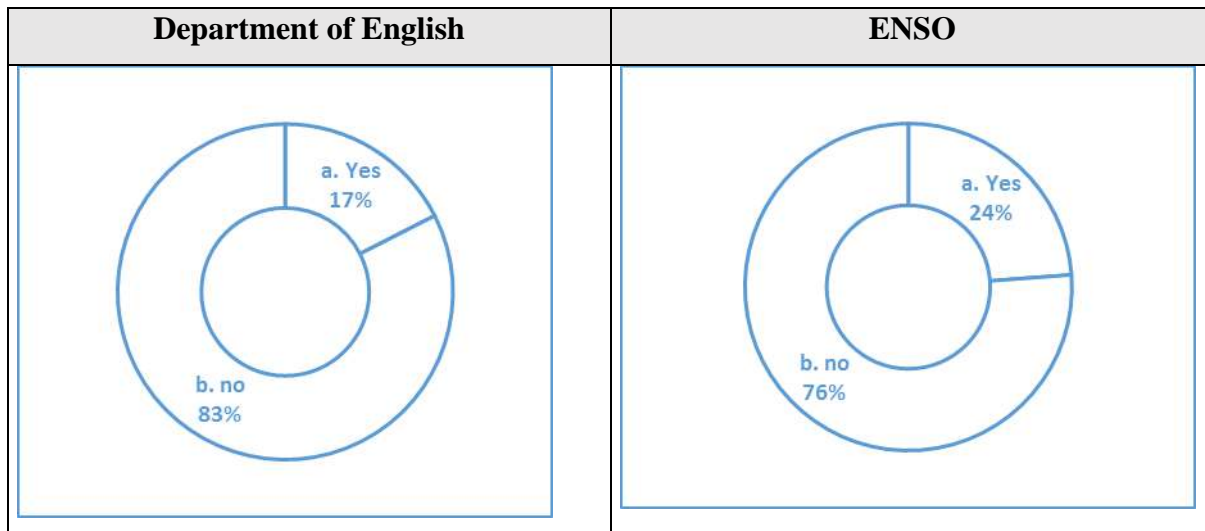 Department of English
ENSO
a. Yes
17%
b. no
83%
a. Yes
24%
b. no
76%